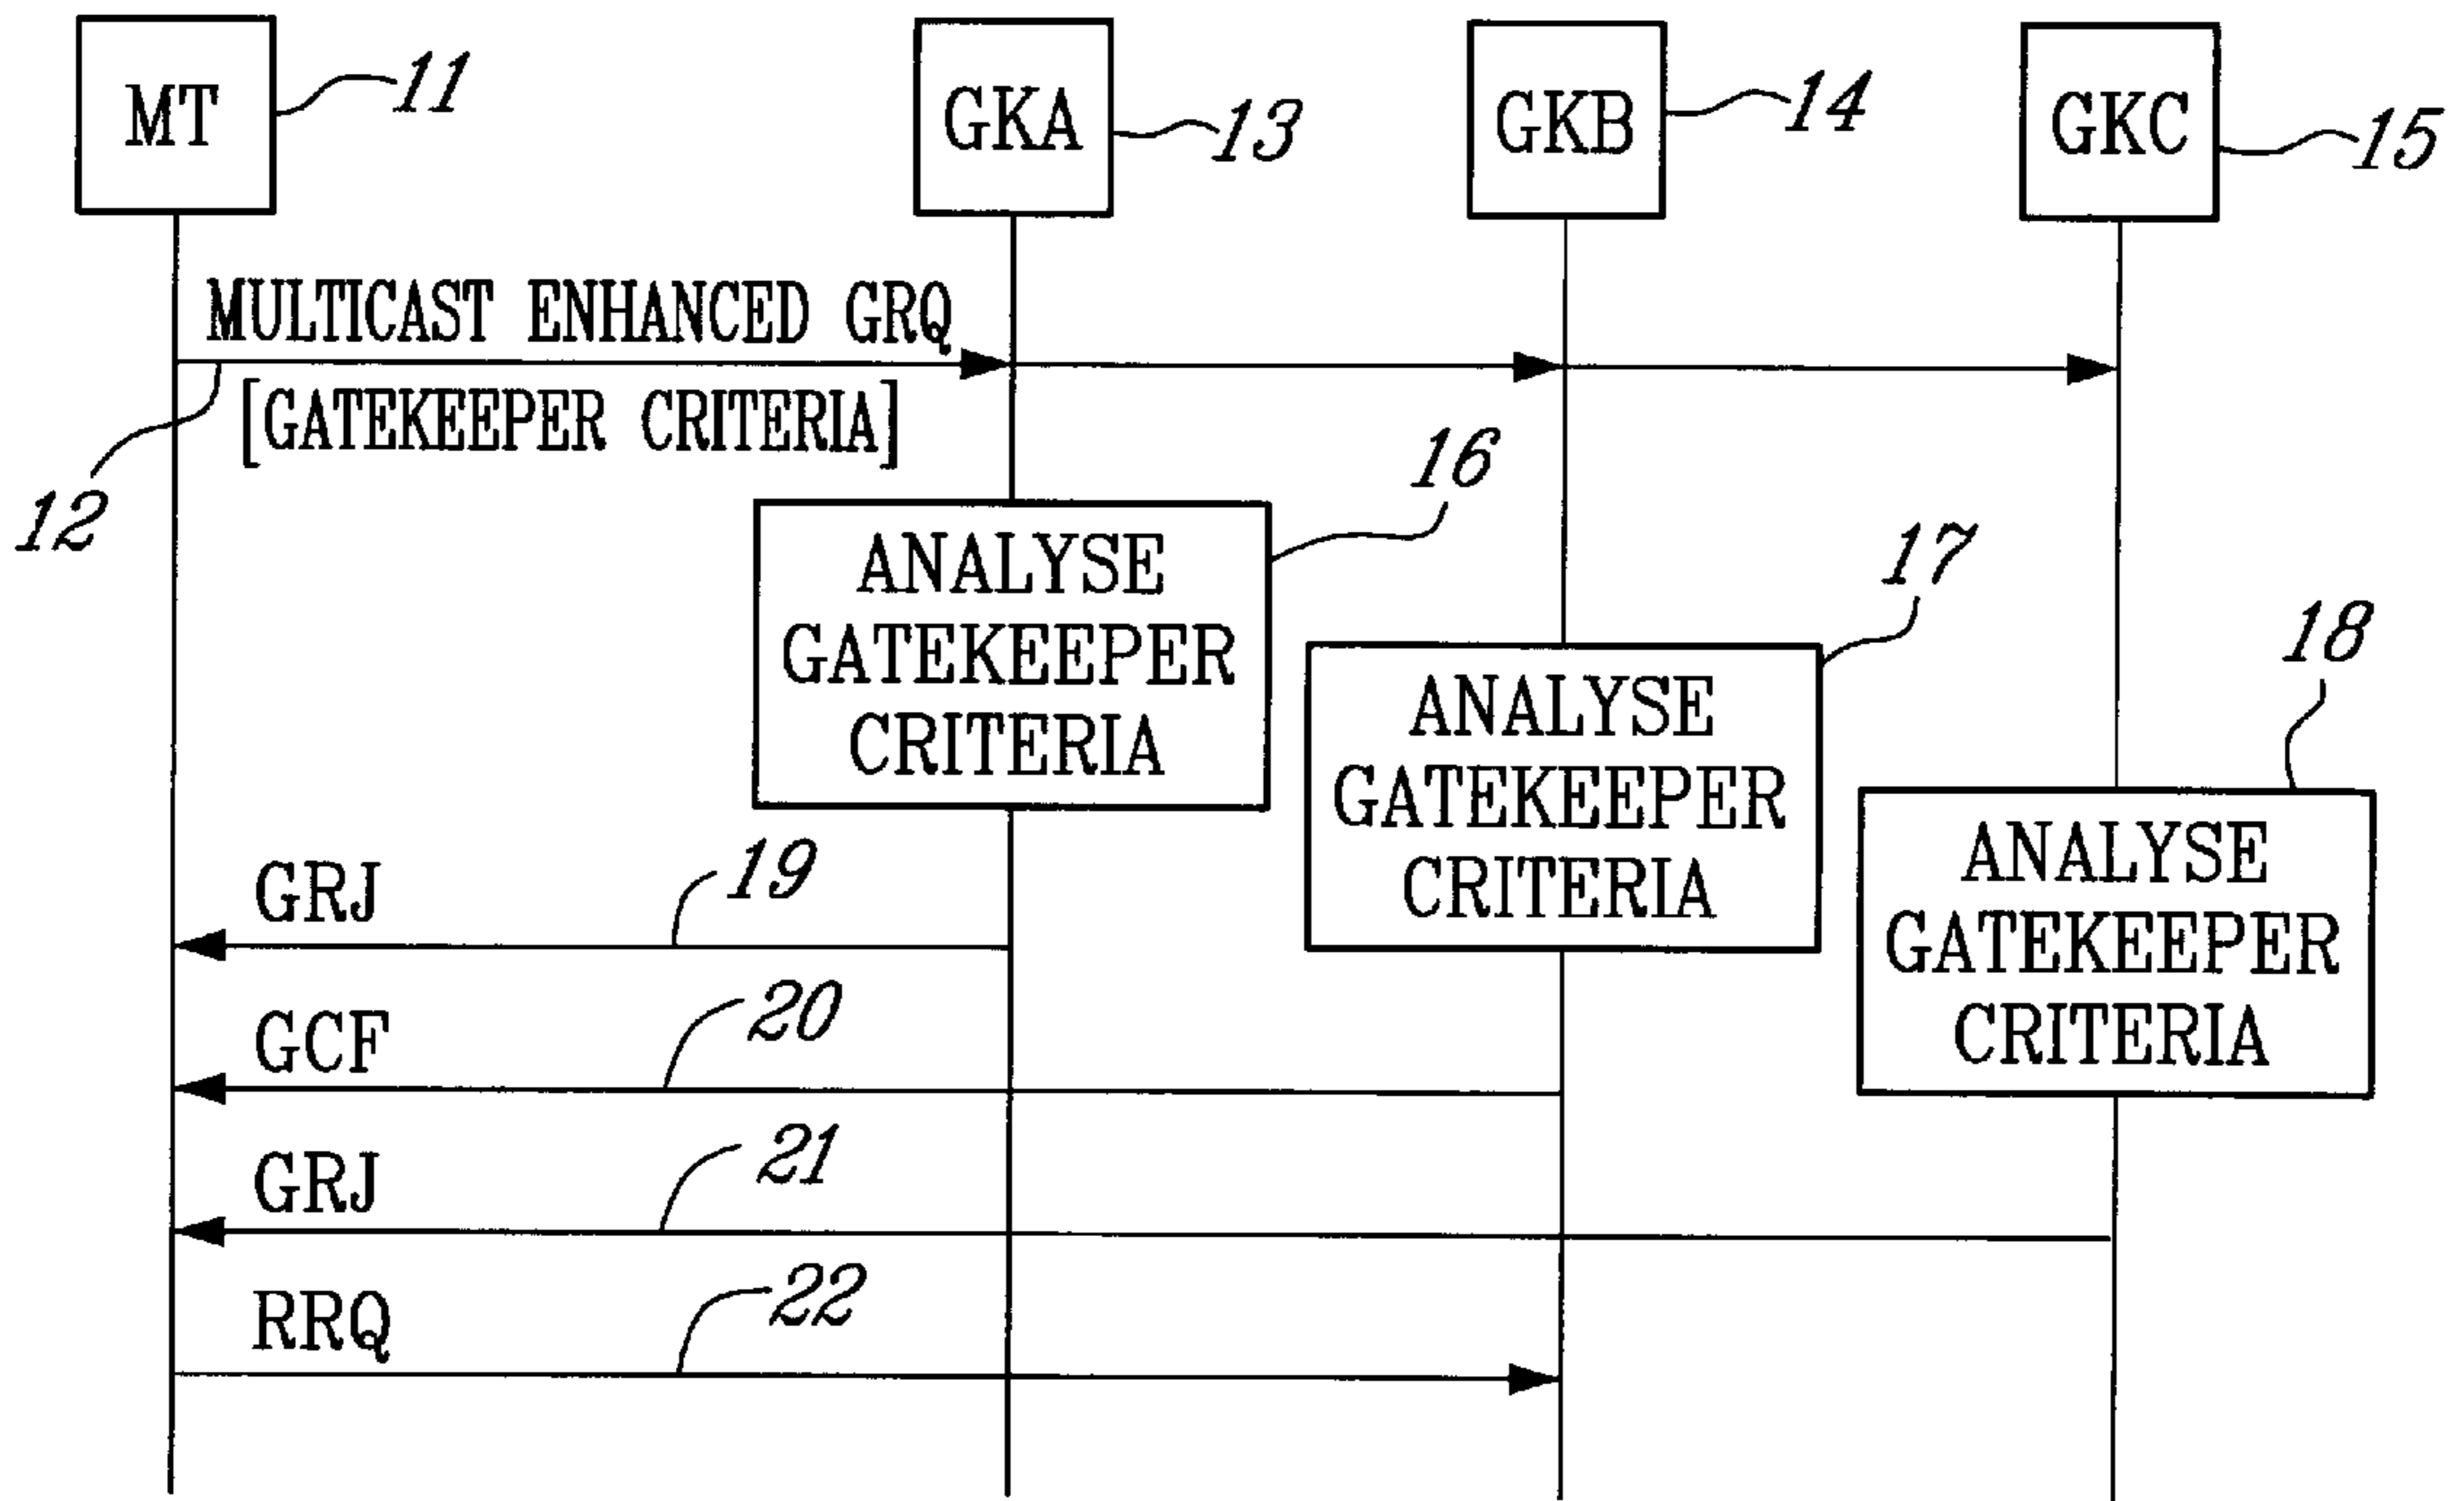 MT
11
GKA
13
GKB
14
GKC
15
MULTICAST ENHANCED GRQ
[GATEKEEPER CRITERIA]
12
16
ANALYSE
GATEKEEPER
CRITERIA
17
ANALYSE
GATEKEEPER
CRITERIA
18
ANALYSE
GATEKEEPER
CRITERIA
GRJ
19
GCF
20
GRJ
21
RRQ
22